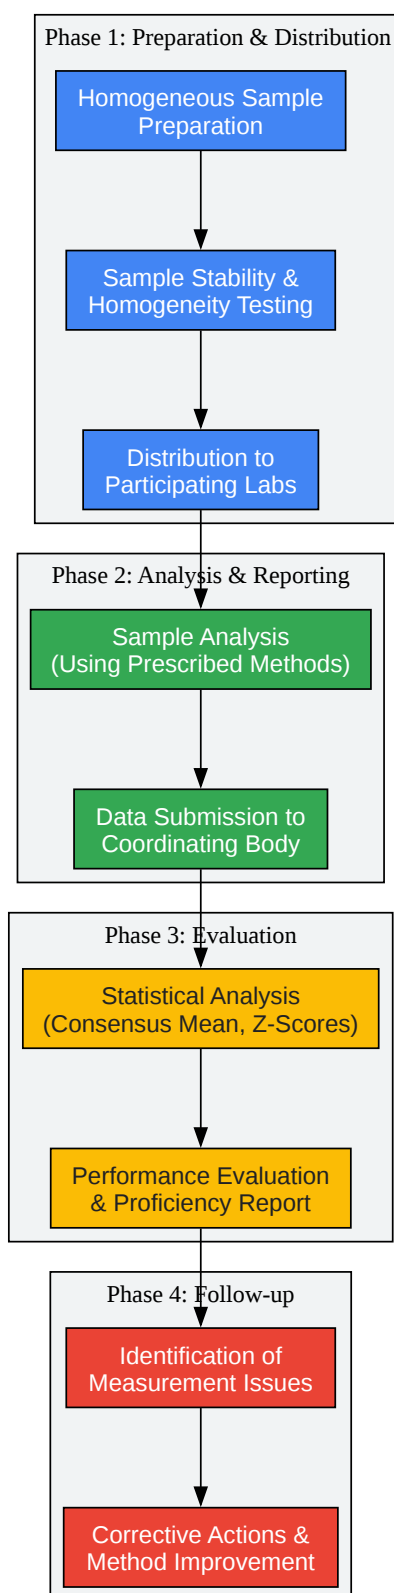 Phase 1: Preparation & Distribution
Homogeneous Sample
Preparation
Sample Stability &
Homogeneity Testing
Distribution to
Participating Labs
Phase 2: Analysis & Reporting
Sample Analysis
(Using Prescribed Methods)
Data Submission to
Coordinating Body
Phase 3: Evaluation
Statistical Analysis
(Consensus Mean, Z-Scores)
Performance Evaluation
& Proficiency Report
Phase 4: Follow-up
Identification of
Measurement Issues
Corrective Actions &
Method Improvement